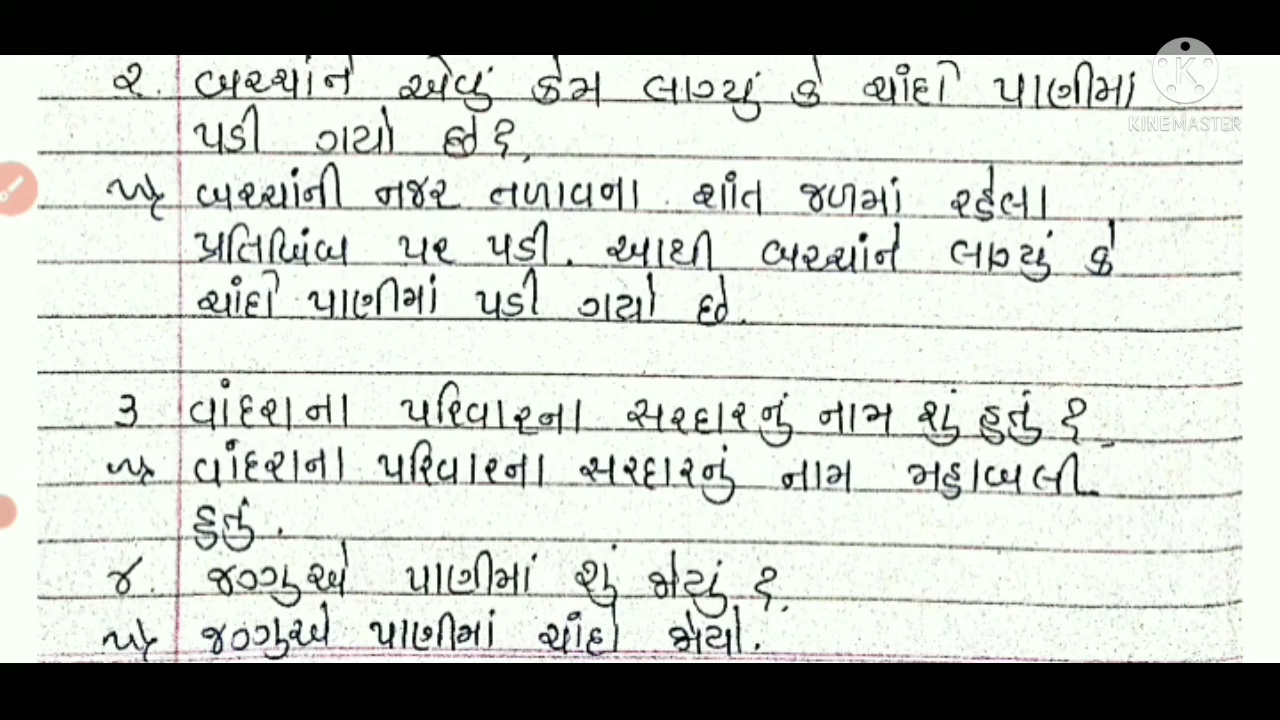 ૨. બચ્ચાંને એવું કેમ લાગ્યું કે ચાંદો પાણીમાં
પડી ગયો છે ?
KINEMASTER
જ. બચ્ચાંની નજર તળાવના શાંત જળમાં રહેલા
પ્રતિબિંબ પર પડી. આથી બચ્ચાંને લાગ્યું કે
ચાંદો પાણીમાં પડી ગયો છે.
૩ વાંદરાના પરિવારના સરદારનું નામ શું હતું ?
જ. વાંદરાના પરિવારના સરદારનું નામ મહાબલી
હતું.
૪. જગ્ગુએ પાણીમાં શું જોયું ?
જ. જગ્ગુએ પાણીમાં ચાંદો જોયો.